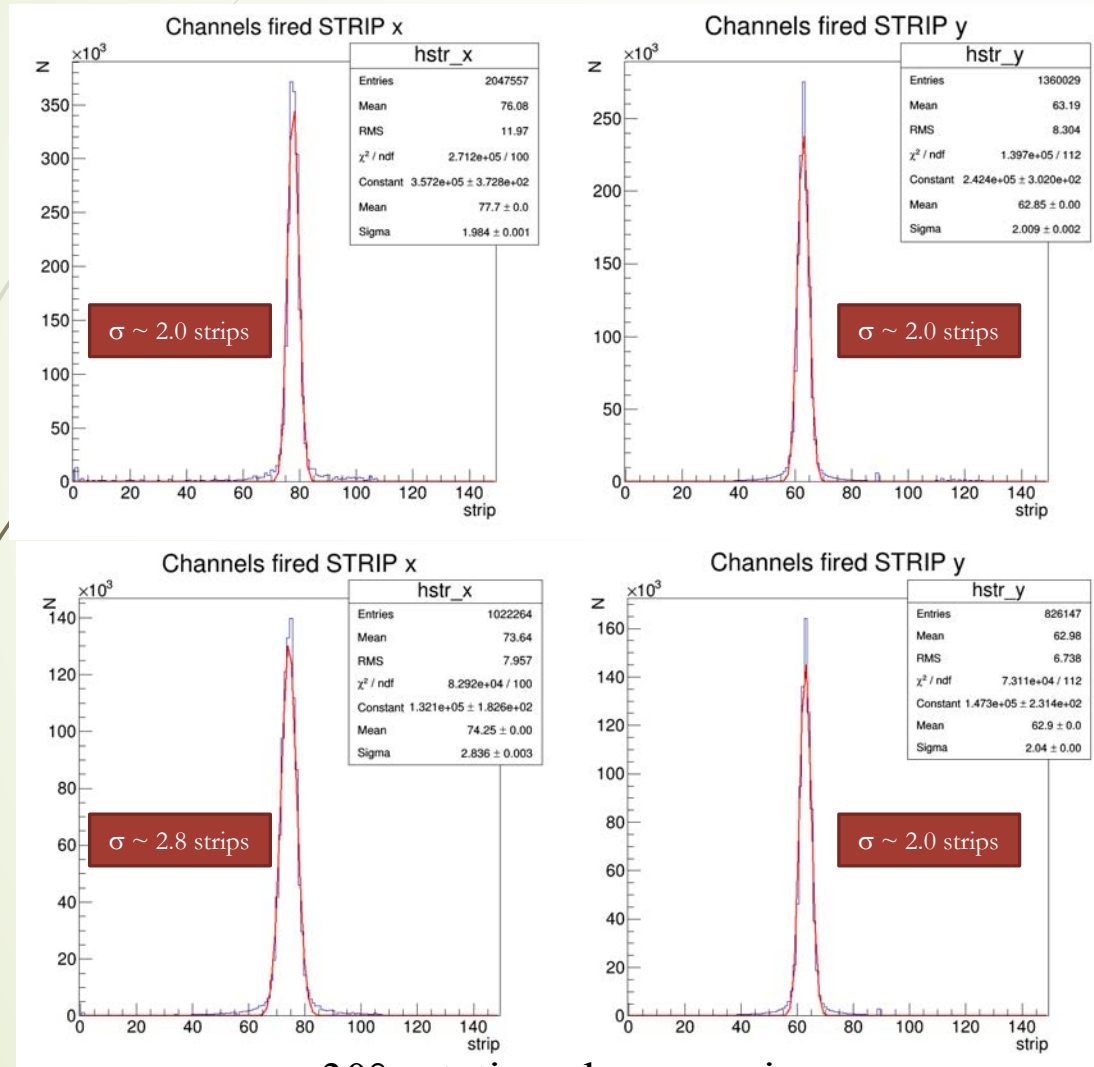 Channels fired STRIP x
×10³
N
hstr_x
Entries 2047557
Mean 76.08
RMS 11.97
χ² / ndf 2.712e+05 / 100
Constant 3.572e+05 ± 3.728e+02
Mean 77.7 ± 0.0
Sigma 1.984 ± 0.001
350
300
250
200
150
100
50
0
σ ~ 2.0 strips
0 20 40 60 80 100 120 140
strip
Channels fired STRIP y
×10³
N
hstr_y
Entries 1360029
Mean 63.19
RMS 8.304
χ² / ndf 1.397e+05 / 112
Constant 2.424e+05 ± 3.020e+02
Mean 62.85 ± 0.00
Sigma 2.009 ± 0.002
250
200
150
100
50
0
σ ~ 2.0 strips
0 20 40 60 80 100 120 140
strip
Channels fired STRIP x
×10³
N
hstr_x
Entries 1022264
Mean 73.64
RMS 7.957
χ² / ndf 8.292e+04 / 100
Constant 1.321e+05 ± 1.826e+02
Mean 74.25 ± 0.00
Sigma 2.836 ± 0.003
140
120
100
80
60
40
20
0
σ ~ 2.8 strips
0 20 40 60 80 100 120 140
strip
Channels fired STRIP y
×10³
N
hstr_y
Entries 826147
Mean 62.98
RMS 6.738
χ² / ndf 7.311e+04 / 112
Constant 1.473e+05 ± 2.314e+02
Mean 62.9 ± 0.0
Sigma 2.04 ± 0.00
160
140
120
100
80
60
40
20
0
σ ~ 2.0 strips
0 20 40 60 80 100 120 140
strip